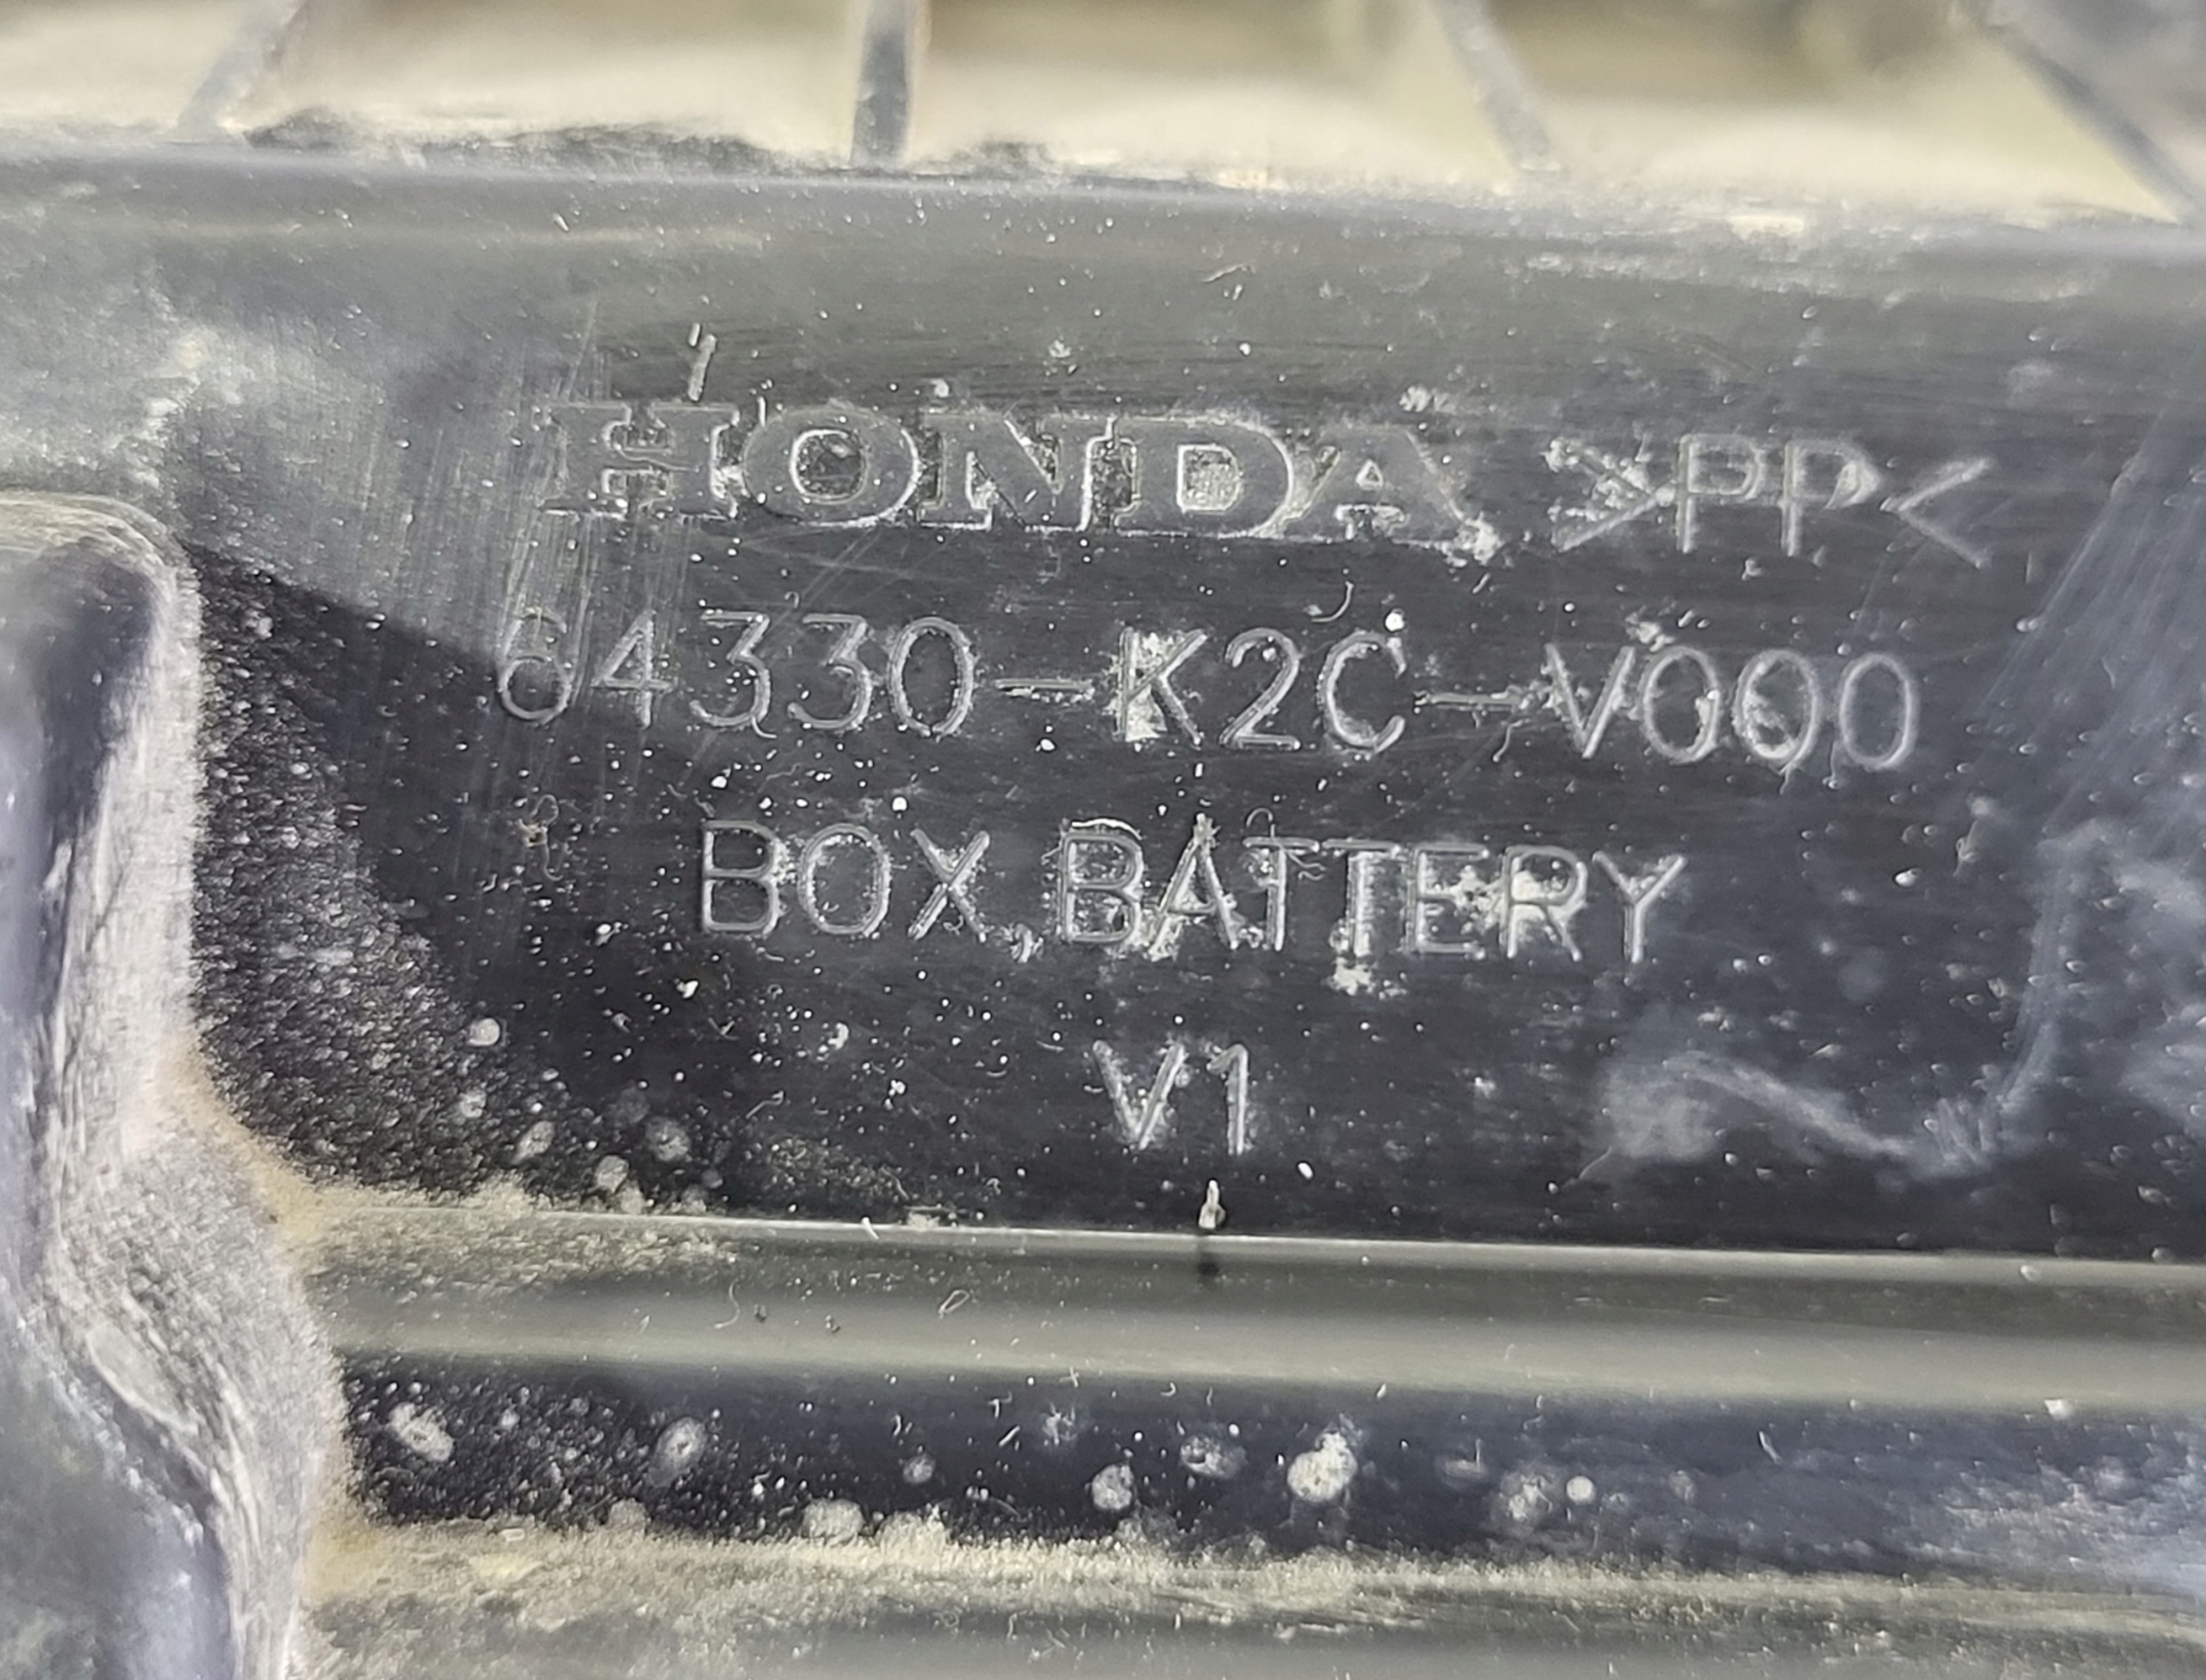 HONDA >PP<
64330-K2C-V000
BOX,BATTERY
V1